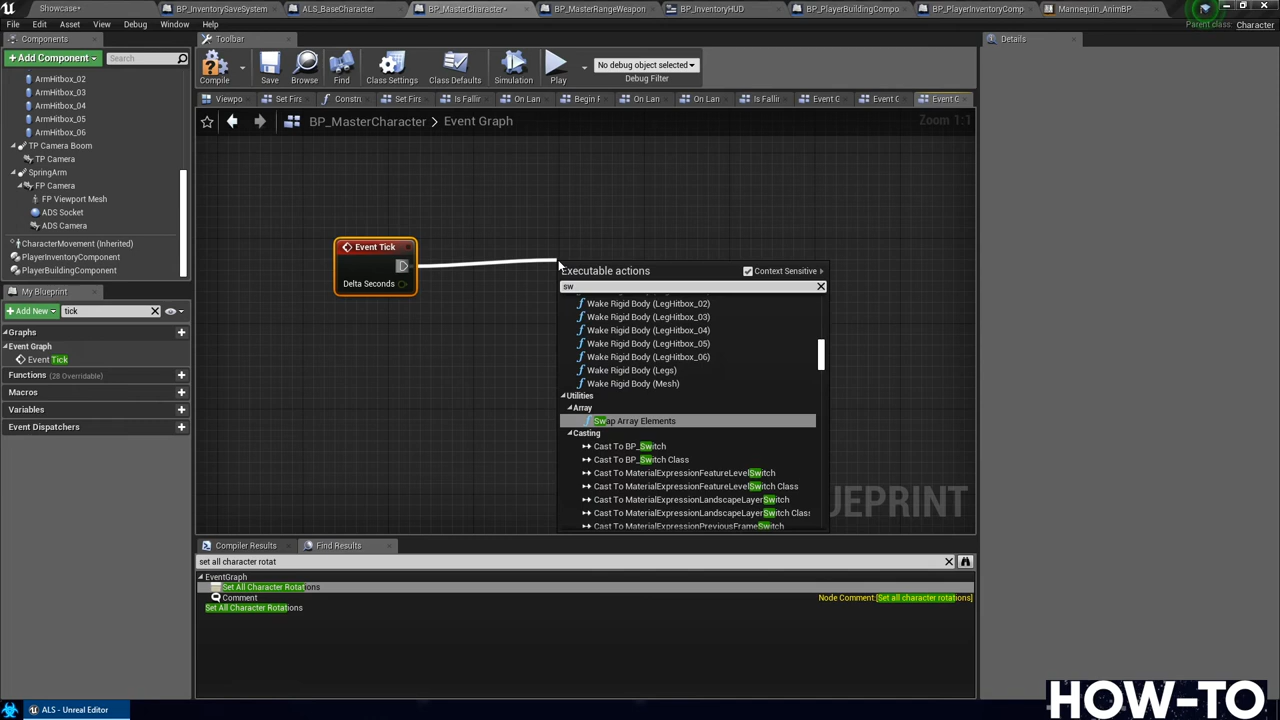 Showcase•
BP_InventorySaveSystem
ALS_BaseCharacter
BP_MasterCharacter•
BP_MasterRangeWeapon
BP_InventoryHUD
BP_PlayerBuildingCompo
BP_PlayerInventoryComp
Mannequin_AnimBP
File Edit Asset View Debug Window Help
Parent class: Character
Components
Toolbar
Details
+ Add Component
Search
ArmHitbox_02
ArmHitbox_03
ArmHitbox_04
ArmHitbox_05
ArmHitbox_06
TP Camera Boom
TP Camera
SpringArm
FP Camera
FP Viewport Mesh
ADS Socket
ADS Camera
CharacterMovement (Inherited)
PlayerInventoryComponent
PlayerBuildingComponent
Compile
Save
Browse
Find
Class Settings
Class Defaults
Simulation
Play
No debug object selected
Debug Filter
Viewpo
Set Firs
Constru
Set Firs
Is Fallin
On Lan
Begin F
On Lan
On Lan
Is Fallin
Event G
Event G
Event G
BP_MasterCharacter > Event Graph
Zoom 1:1
My Blueprint
+ Add New
tick
Graphs
Event Graph
Event Tick
Functions (28 Overridable)
Macros
Variables
Event Dispatchers
Event Tick
Delta Seconds
Executable actions
Context Sensitive
sw
Wake Rigid Body (LegHitbox_02)
Wake Rigid Body (LegHitbox_03)
Wake Rigid Body (LegHitbox_04)
Wake Rigid Body (LegHitbox_05)
Wake Rigid Body (LegHitbox_06)
Wake Rigid Body (Legs)
Wake Rigid Body (Mesh)
Utilities
Array
Swap Array Elements
Casting
Cast To BP_Switch
Cast To BP_Switch Class
Cast To MaterialExpressionFeatureLevelSwitch
Cast To MaterialExpressionFeatureLevelSwitch Class
Cast To MaterialExpressionLandscapeLayerSwitch
Cast To MaterialExpressionLandscapeLayerSwitch Class
Cast To MaterialExpressionPreviousFrameSwitch
UEPRINT
Compiler Results
Find Results
set all character rotat
EventGraph
Set All Character Rotations
Comment
Node Comment:[Set all character rotations]
Set All Character Rotations
ALS - Unreal Editor
HOW-TO